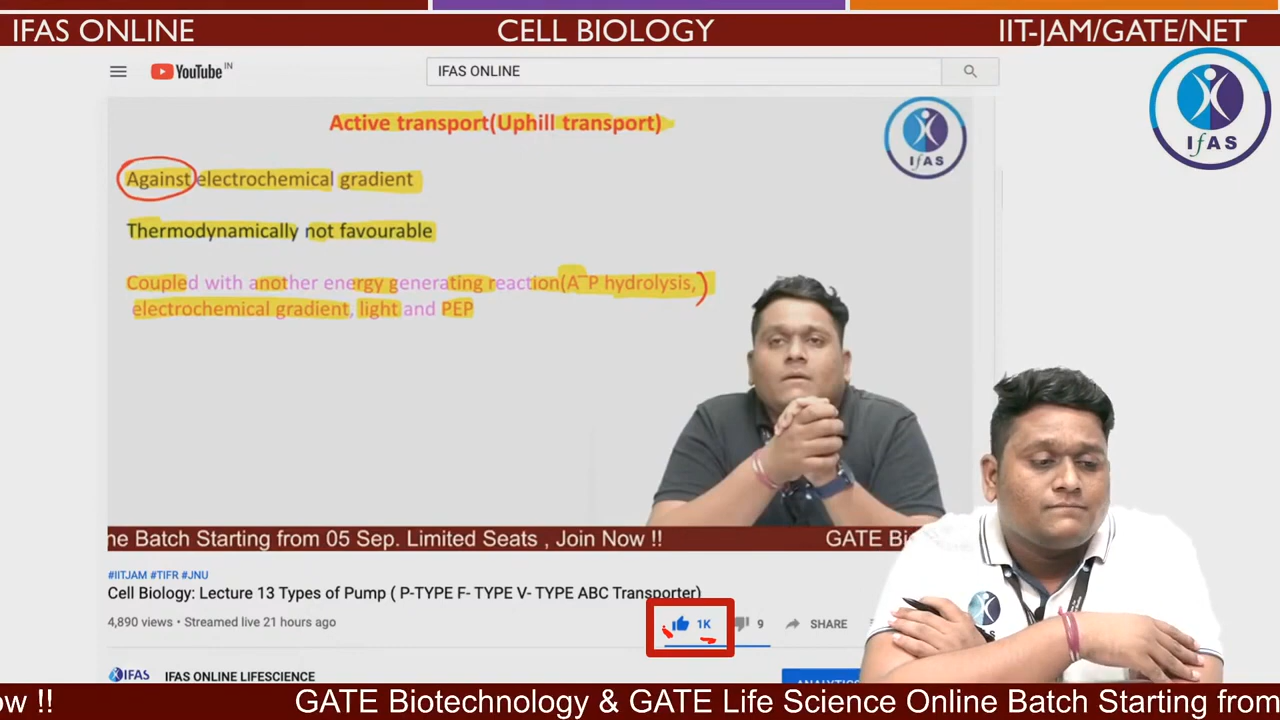 IFAS ONLINE
CELL BIOLOGY
IIT-JAM/GATE/NET
YouTube IN
IFAS ONLINE
IfAS
Active transport(Uphill transport)
IfAS
Against electrochemical gradient
Thermodynamically not favourable
Coupled with another energy generating reaction(ATP hydrolysis,
electrochemical gradient, light and PEP
ne Batch Starting from 05 Sep. Limited Seats , Join Now !!
GATE Bi
#IITJAM #TIFR #JNU
Cell Biology: Lecture 13 Types of Pump ( P-TYPE F- TYPE V- TYPE ABC Transporter)
4,890 views • Streamed live 21 hours ago
1K
9
SHARE
IFAS
IFAS ONLINE LIFESCIENCE
ANALYTICS
ow !!
GATE Biotechnology & GATE Life Science Online Batch Starting from